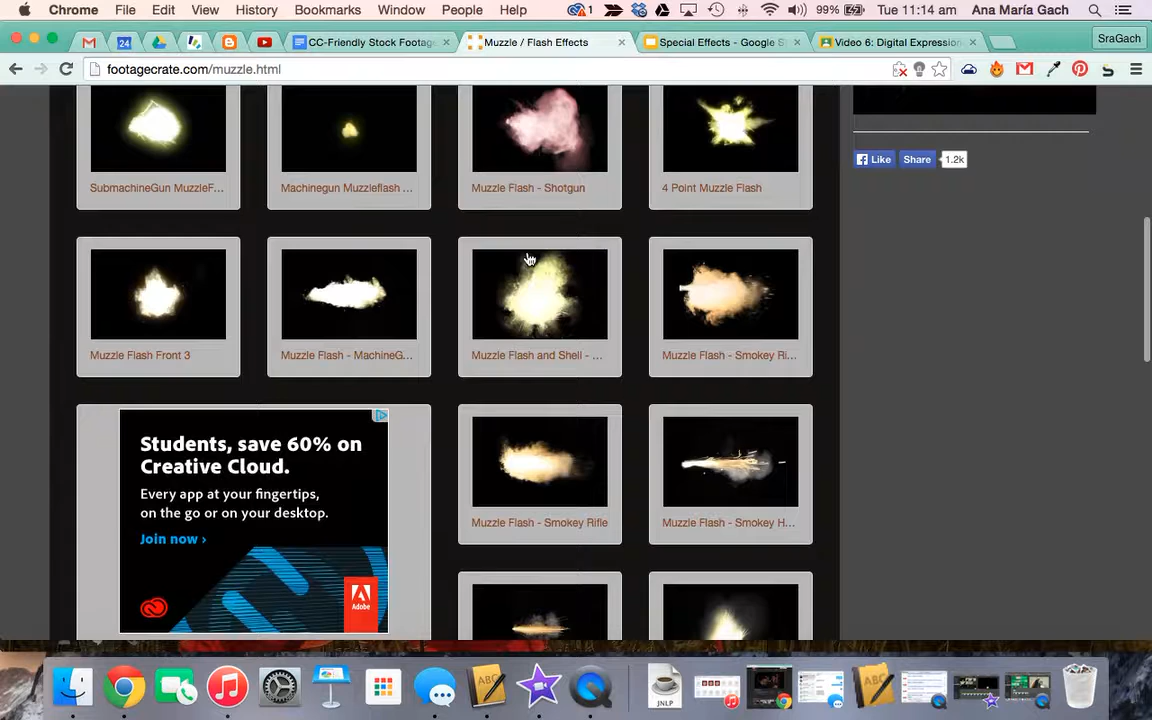 Chrome File Edit View History Bookmarks Window People Help 1 99% Tue 11:14 am Ana María Gach
24 CC-Friendly Stock Footage Muzzle / Flash Effects Special Effects - Google S Video 6: Digital Expression SraGach
footagecrate.com/muzzle.html
Like Share 1.2k
SubmachineGun MuzzleF... Machinegun Muzzleflash ... Muzzle Flash - Shotgun 4 Point Muzzle Flash
Muzzle Flash Front 3 Muzzle Flash - MachineG... Muzzle Flash and Shell - ... Muzzle Flash - Smokey Ri...
Students, save 60% on
Creative Cloud.
Every app at your fingertips,
on the go or on your desktop.
Join now ›
Adobe
Muzzle Flash - Smokey Rifle Muzzle Flash - Smokey H...
ABC
JNLP